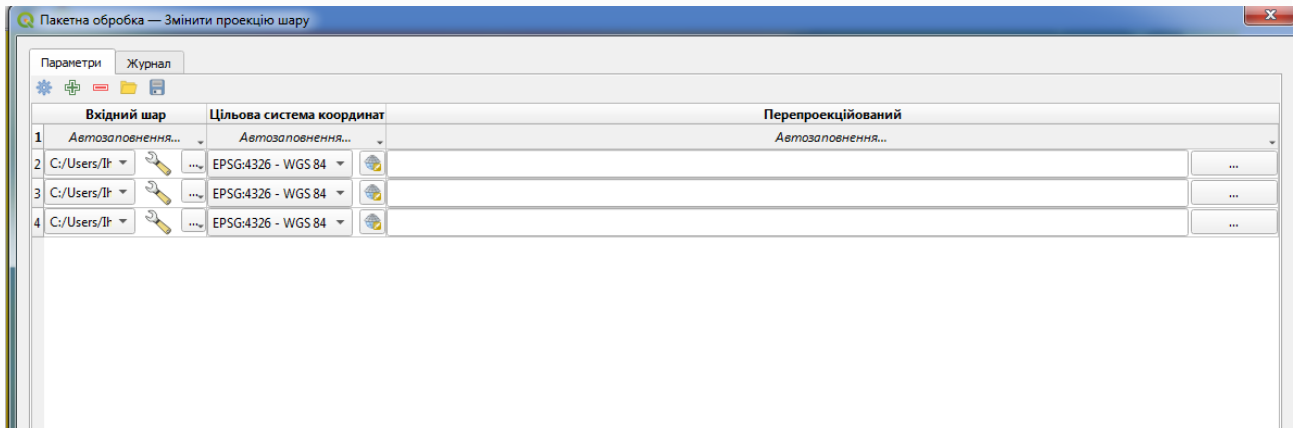 Пакетна обробка — Змінити проекцію шару
Параметри Журнал
Вхідний шар Цільова система координат Перепроекційований
1 Автозаповнення... Автозаповнення... Автозаповнення...
2 C:/Users/Ih ... EPSG:4326 - WGS 84 ...
3 C:/Users/Ih ... EPSG:4326 - WGS 84 ...
4 C:/Users/Ih ... EPSG:4326 - WGS 84 ...